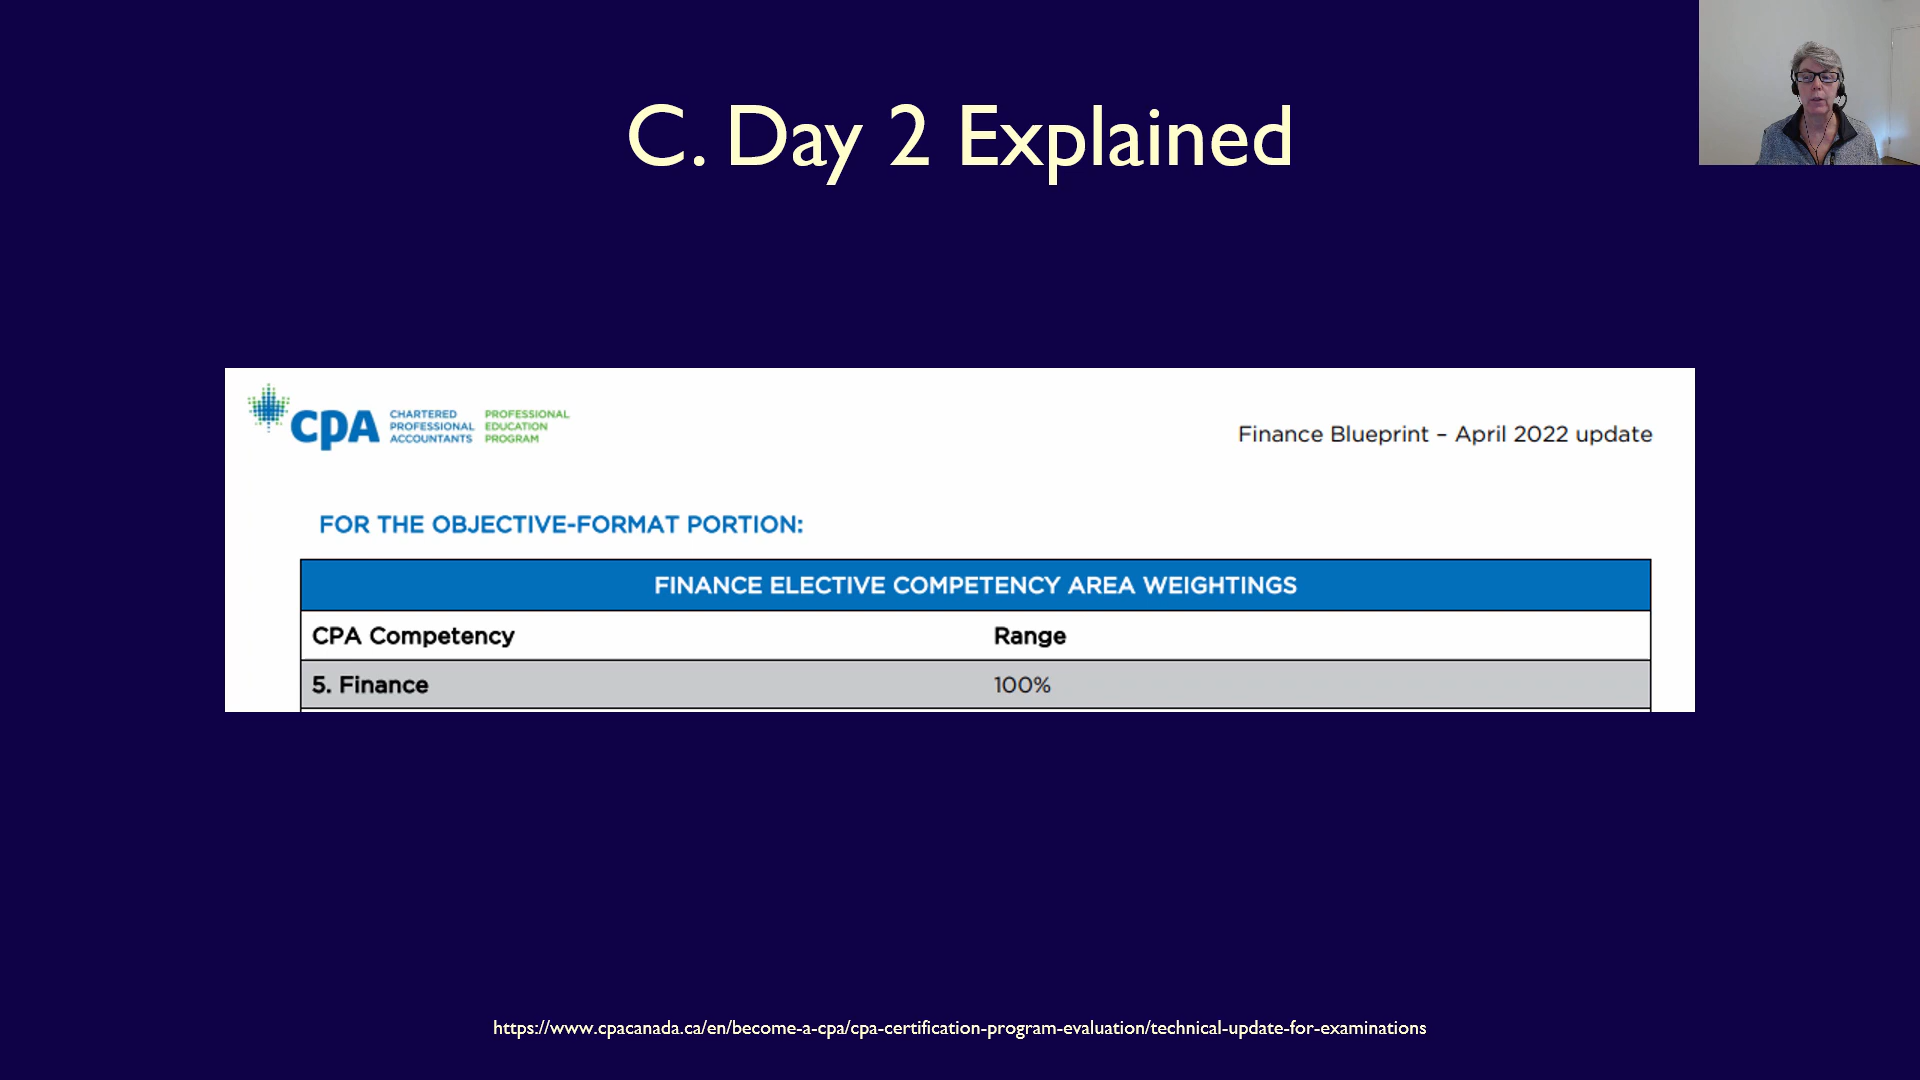 C. Day 2 Explained
cpa CHARTERED PROFESSIONAL ACCOUNTANTS PROFESSIONAL EDUCATION PROGRAM
Finance Blueprint – April 2022 update
FOR THE OBJECTIVE-FORMAT PORTION:
FINANCE ELECTIVE COMPETENCY AREA WEIGHTINGS
CPA Competency Range
5. Finance 100%
https://www.cpacanada.ca/en/become-a-cpa/cpa-certification-program-evaluation/technical-update-for-examinations